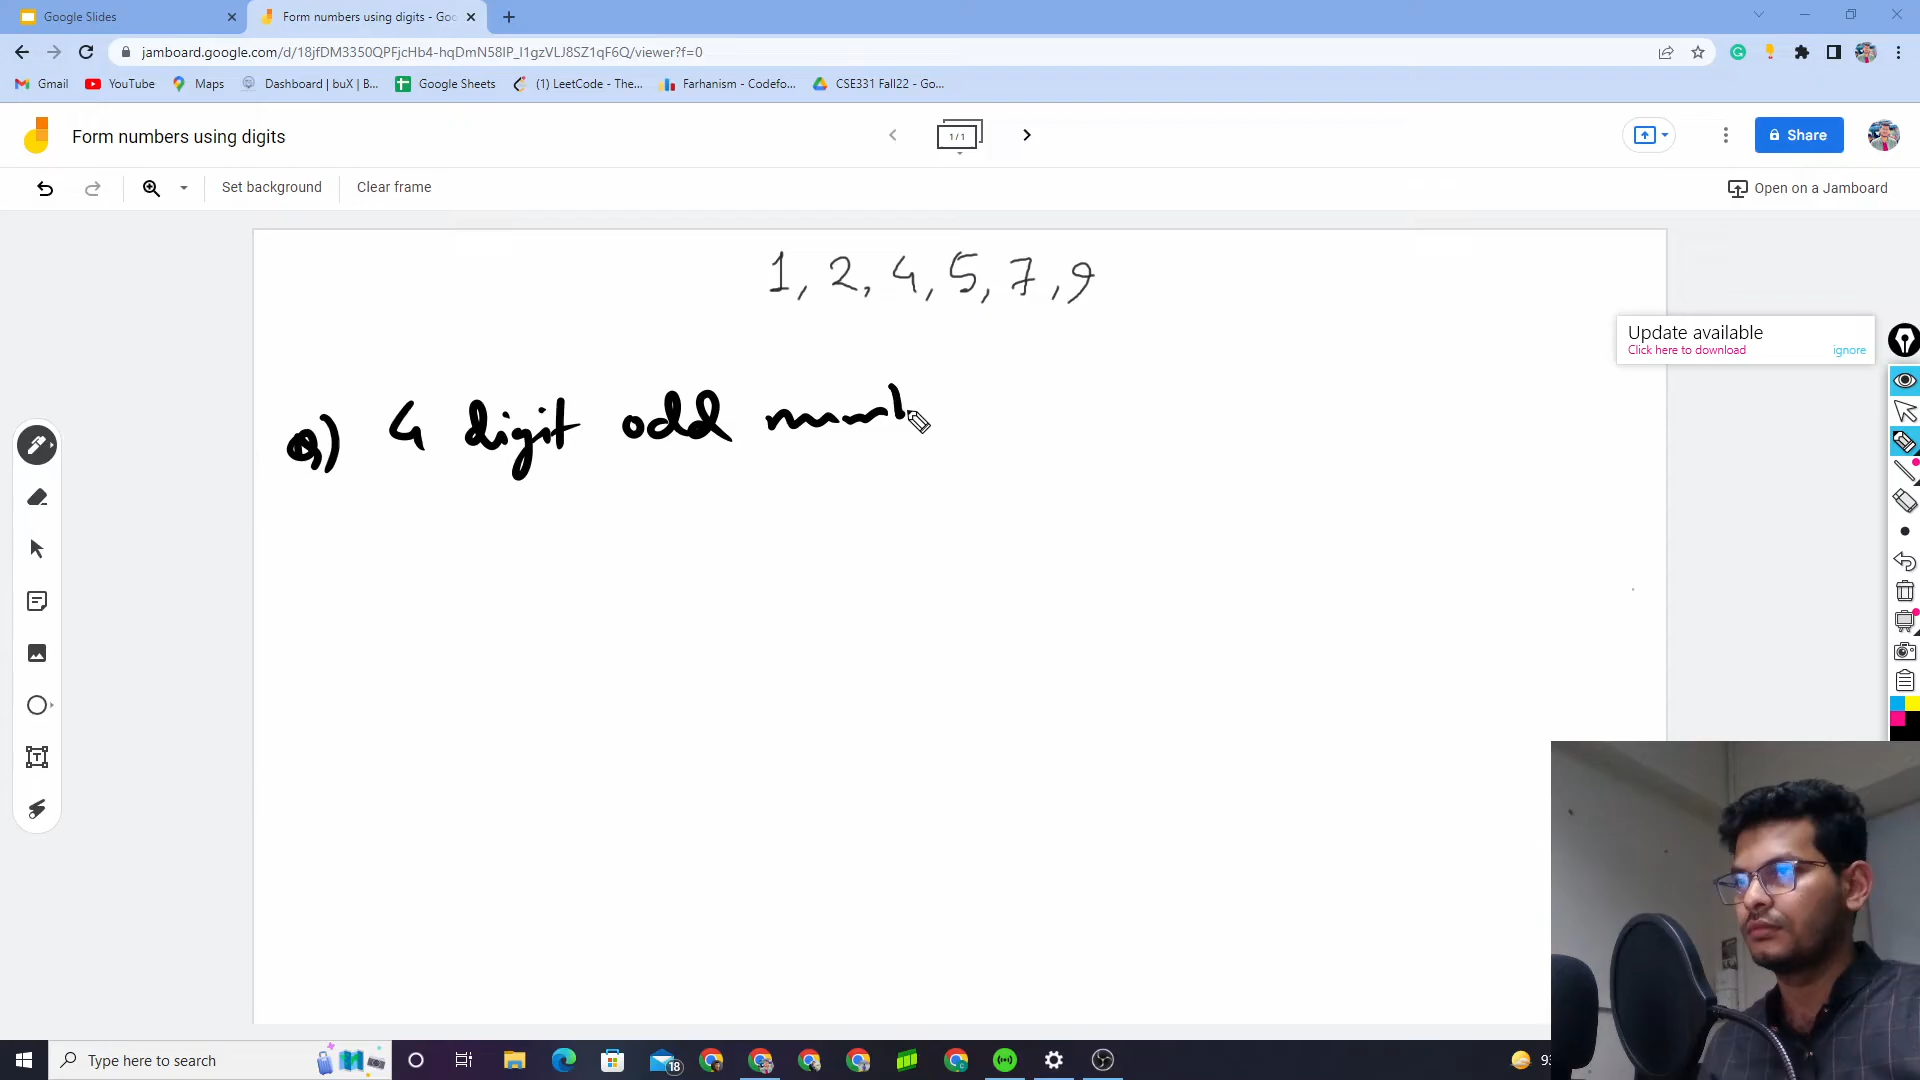 Google Slides
Form numbers using digits - Goo
jamboard.google.com/d/18jfDM3350QPFjcHb4-hqDmN58IP_I1gzVLJ8SZ1qF6Q/viewer?f=0
Gmail YouTube Maps Dashboard | buX | B... Google Sheets (1) LeetCode - The... Farhanism - Codefo... CSE331 Fall22 - Go...
Form numbers using digits
1/1
Share
Set background Clear frame
Open on a Jamboard
1, 2, 4, 5, 7, 9
Update available
Click here to download ignore
4 digit odd numb
Type here to search
18
93